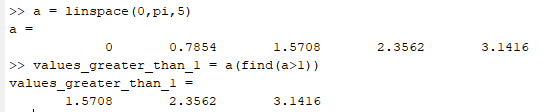 >> a = linspace(0,pi,5)
a =
0 0.7854 1.5708 2.3562 3.1416
>> values_greater_than_1 = a(find(a>1))
values_greater_than_1 =
1.5708 2.3562 3.1416